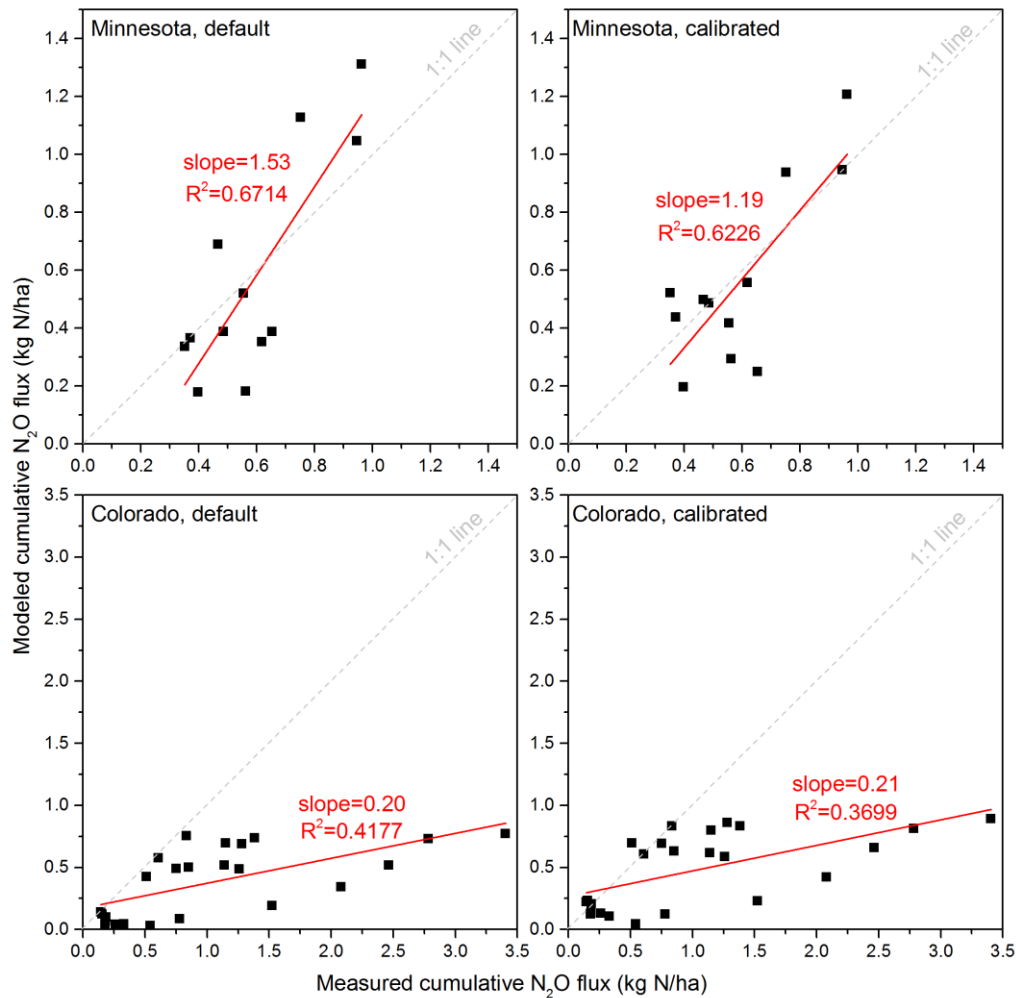 Minnesota, default
1:1 line
slope=1.53
R²=0.6714
1.4
1.2
1.0
0.8
0.6
0.4
0.2
0.0
0.0 0.2 0.4 0.6 0.8 1.0 1.2 1.4
Minnesota, calibrated
1:1 line
slope=1.19
R²=0.6226
1.4
1.2
1.0
0.8
0.6
0.4
0.2
0.0
0.0 0.2 0.4 0.6 0.8 1.0 1.2 1.4
Modeled cumulative N₂O flux (kg N/ha)
Colorado, default
1:1 line
slope=0.20
R²=0.4177
3.5
3.0
2.5
2.0
1.5
1.0
0.5
0.0
0.0 0.5 1.0 1.5 2.0 2.5 3.0 3.5
Colorado, calibrated
1:1 line
slope=0.21
R²=0.3699
3.5
3.0
2.5
2.0
1.5
1.0
0.5
0.0
0.0 0.5 1.0 1.5 2.0 2.5 3.0 3.5
Measured cumulative N₂O flux (kg N/ha)